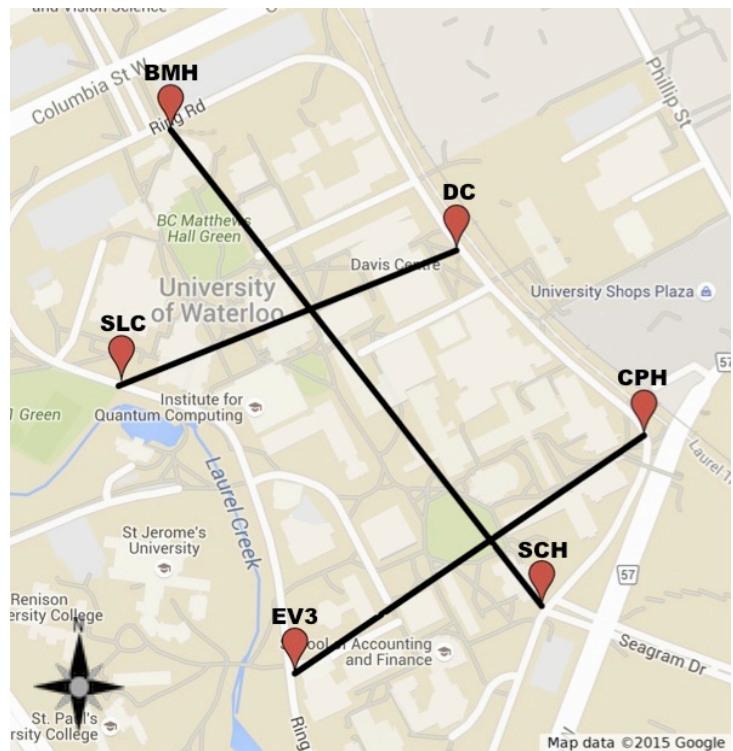 and Vision Science
Columbia St W
BMH
Ring Rd
Phillip St
DC
BC Matthews
Hall Green
Davis Centre
University
of Waterloo
University Shops Plaza
SLC
57
CPH
1 Green
Institute for
Quantum Computing
Laurel Creek
Laurel T
St Jerome's
University
SCH
57
Renison
ersity College
EV3
Seagram Dr
School of Accounting
and Finance
N
St. Paul's
rsity College
Ring
Map data ©2015 Google